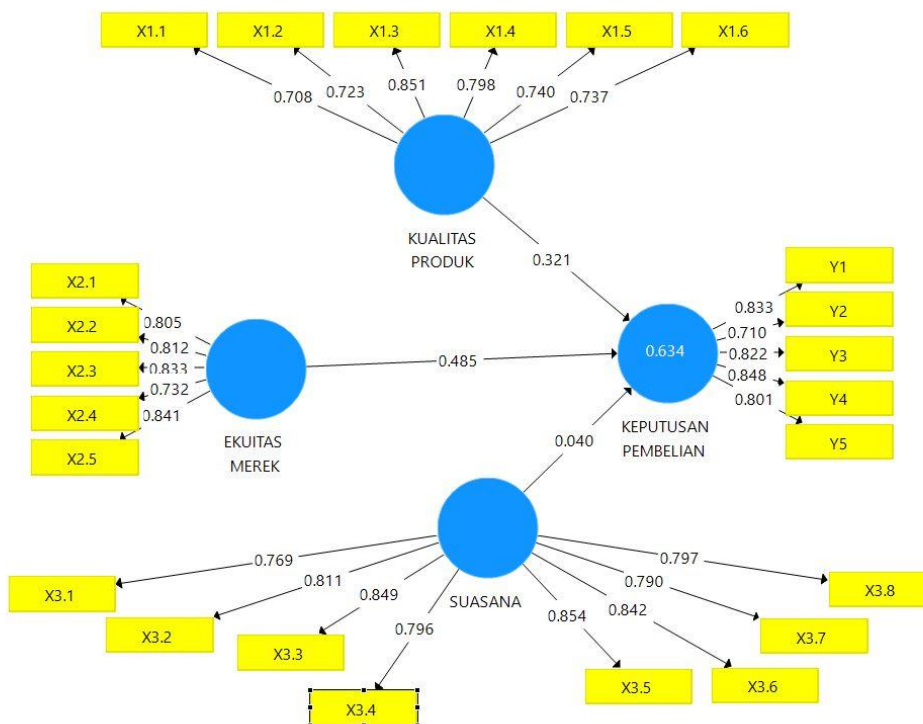 X1.1
X1.2
X1.3
X1.4
X1.5
X1.6
0.708
0.723
0.851
0.798
0.740
0.737
KUALITAS
PRODUK
0.321
X2.1
X2.2
X2.3
X2.4
X2.5
0.805
0.812
0.833
0.732
0.841
EKUITAS
MEREK
0.485
0.634
KEPUTUSAN
PEMBELIAN
0.833
0.710
0.822
0.848
0.801
Y1
Y2
Y3
Y4
Y5
0.040
SUASANA
0.769
0.811
0.849
0.796
0.854
0.842
0.790
0.797
X3.1
X3.2
X3.3
X3.4
X3.5
X3.6
X3.7
X3.8